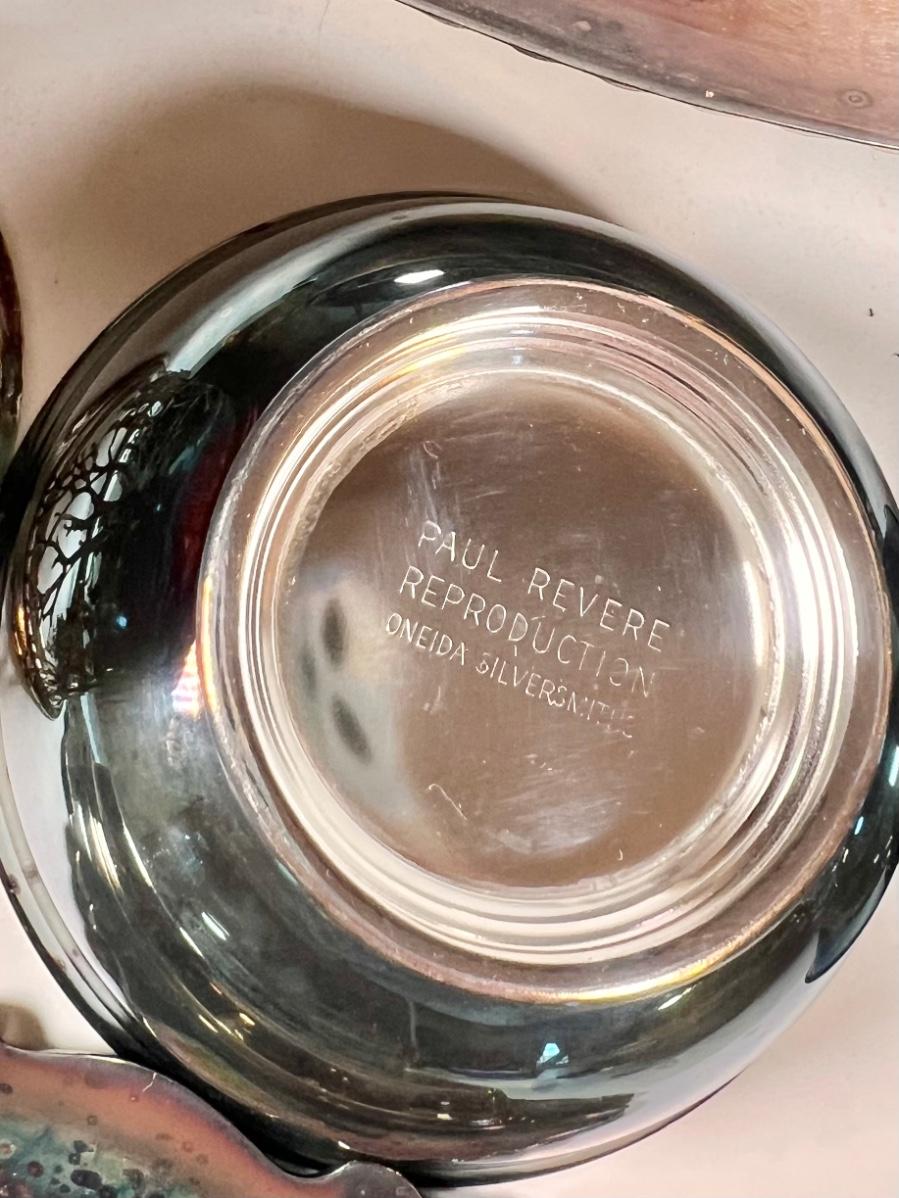 PAUL REVERE
REPRODUCTION
ONEIDA SILVERSMITHS